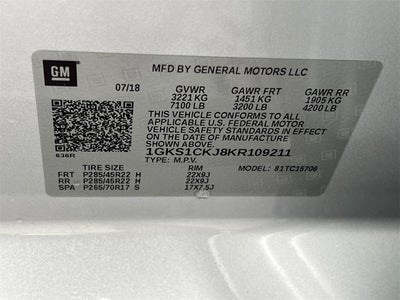 GM
MFD BY GENERAL MOTORS LLC
07/18 GVWR GAWR FRT GAWR RR
3221 KG 1451 KG 1905 KG
7100 LB 3200 LB 4200 LB
THIS VEHICLE CONFORMS TO ALL APPLICABLE U.S. FEDERAL MOTOR
VEHICLE SAFETY STANDARDS IN EFFECT ON THE
DATE OF MANUFACTURE SHOWN ABOVE.
636R 1GKS1CKJ8KR109211
TYPE: M.P.V. MODEL: 81TC15706
TIRE SIZE RIM
FRT P285/45R22 H 22X9J
RR P285/45R22 H 22X9J
SPA P265/70R17 S 17X7.5J